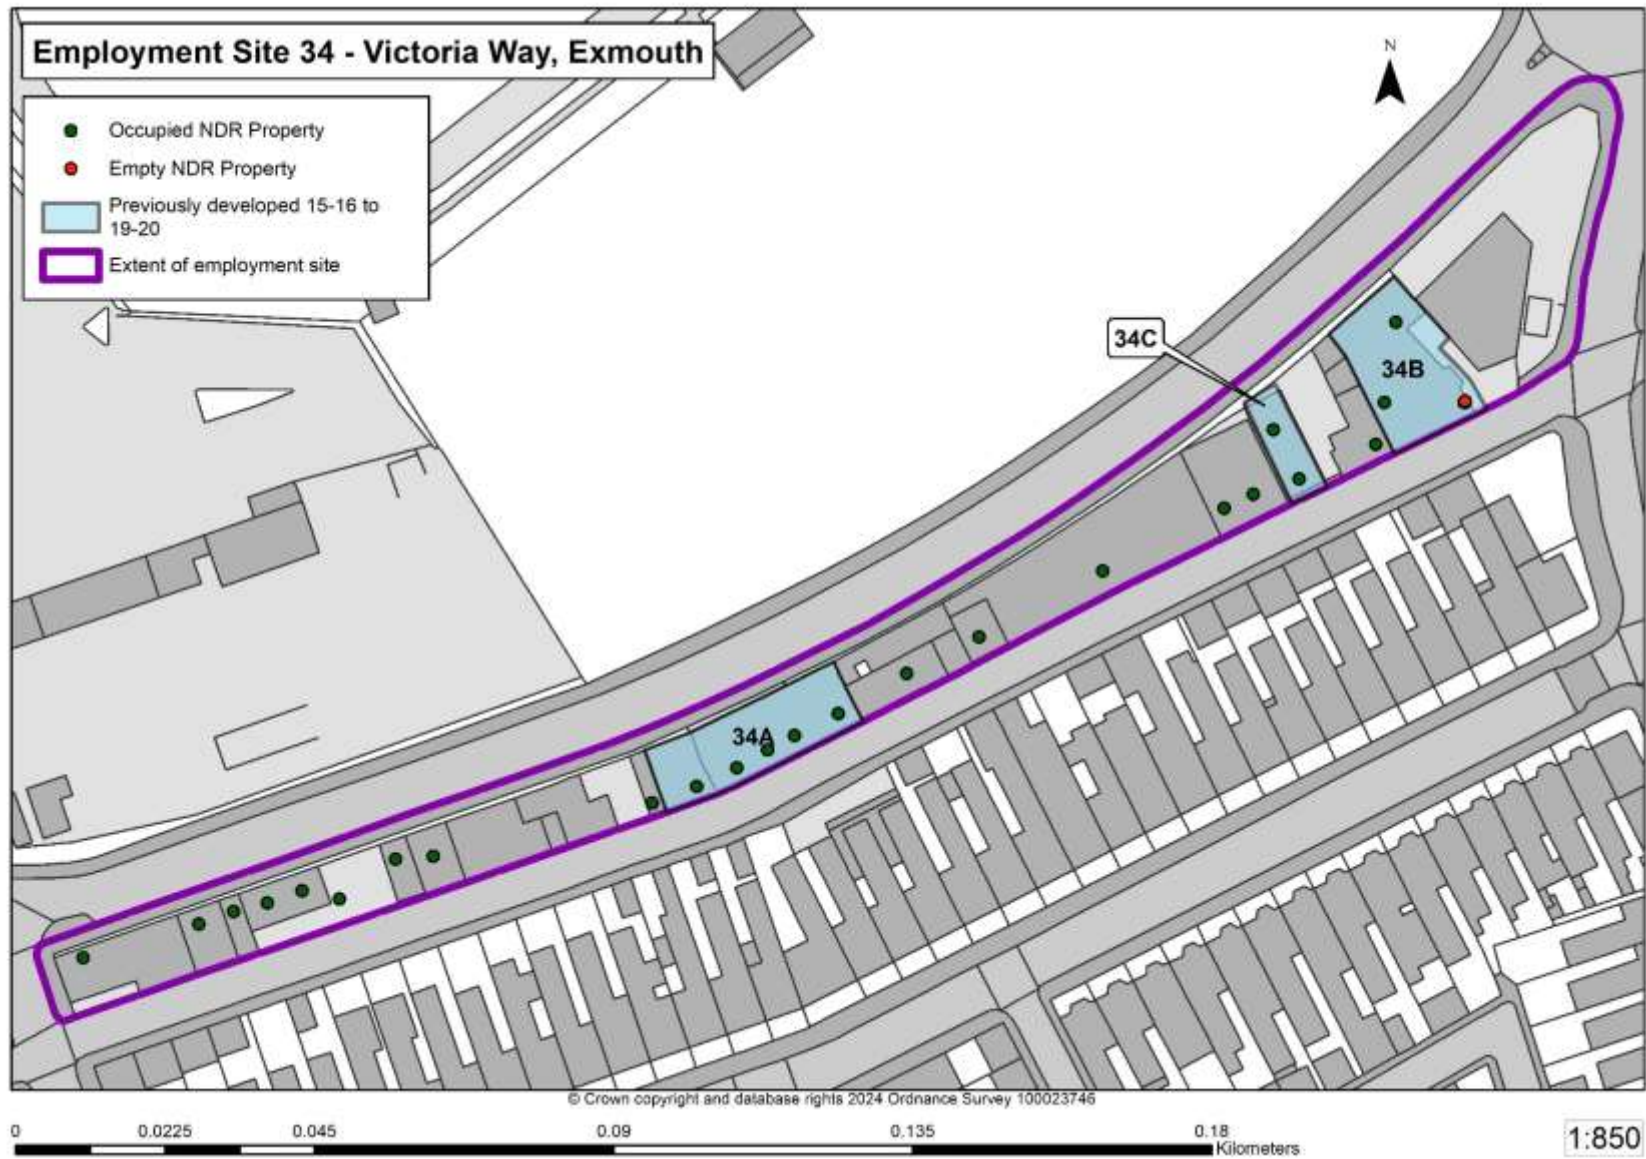 Employment Site 34 - Victoria Way, Exmouth
N
Occupied NDR Property
Empty NDR Property
Previously developed 15-16 to
19-20
Extent of employment site
34C
34B
34A
© Crown copyright and database rights 2024 Ordnance Survey 100023746
0 0.0225 0.045 0.09 0.135 0.18
Kilometers
1:850